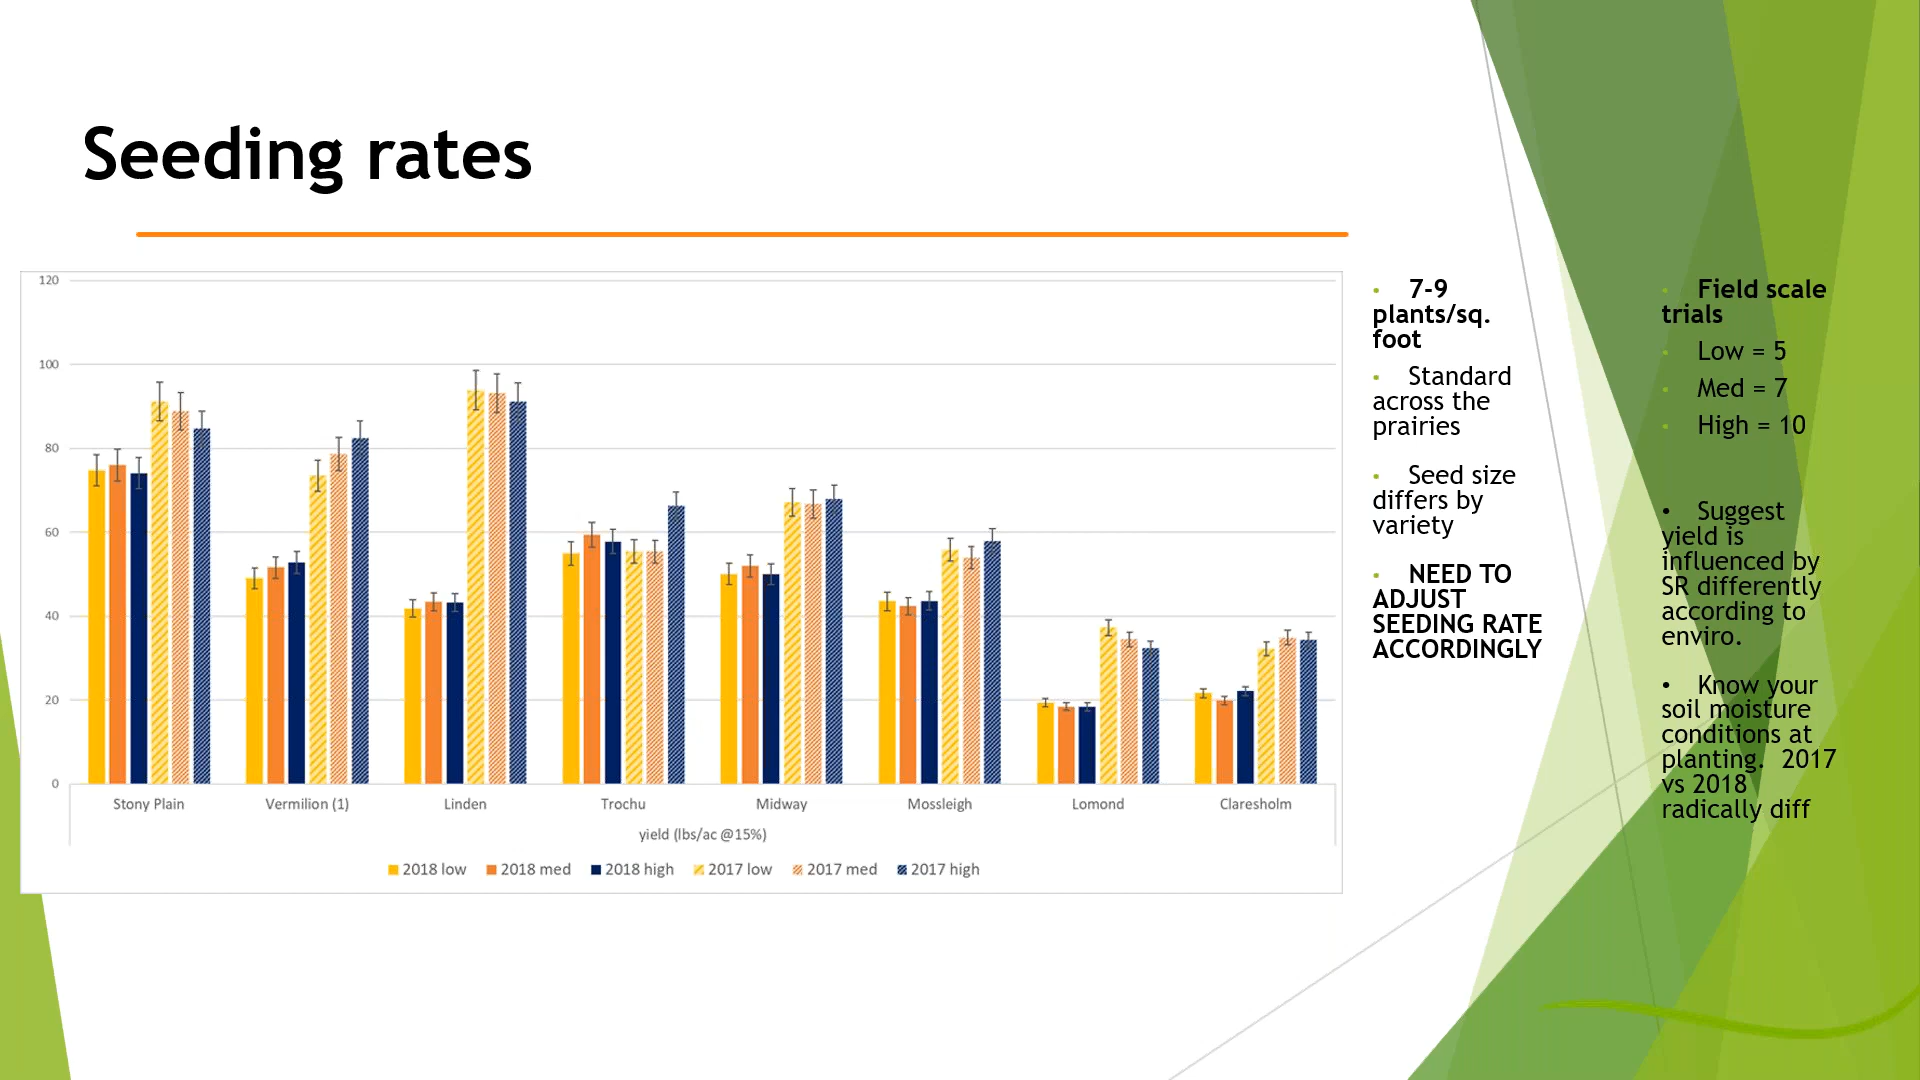 Seeding rates
120
100
80
60
40
20
0
Stony Plain Vermilion (1) Linden Trochu Midway Mossleigh Lomond Claresholm
yield (lbs/ac @15%)
2018 low 2018 med 2018 high 2017 low 2017 med 2017 high
• 7-9
plants/sq.
foot
• Standard
across the
prairies
• Seed size
differs by
variety
• NEED TO
ADJUST
SEEDING RATE
ACCORDINGLY
• Field scale
trials
• Low = 5
• Med = 7
• High = 10
• Suggest
yield is
influenced by
SR differently
according to
enviro.
• Know your
soil moisture
conditions at
planting. 2017
vs 2018
radically diff